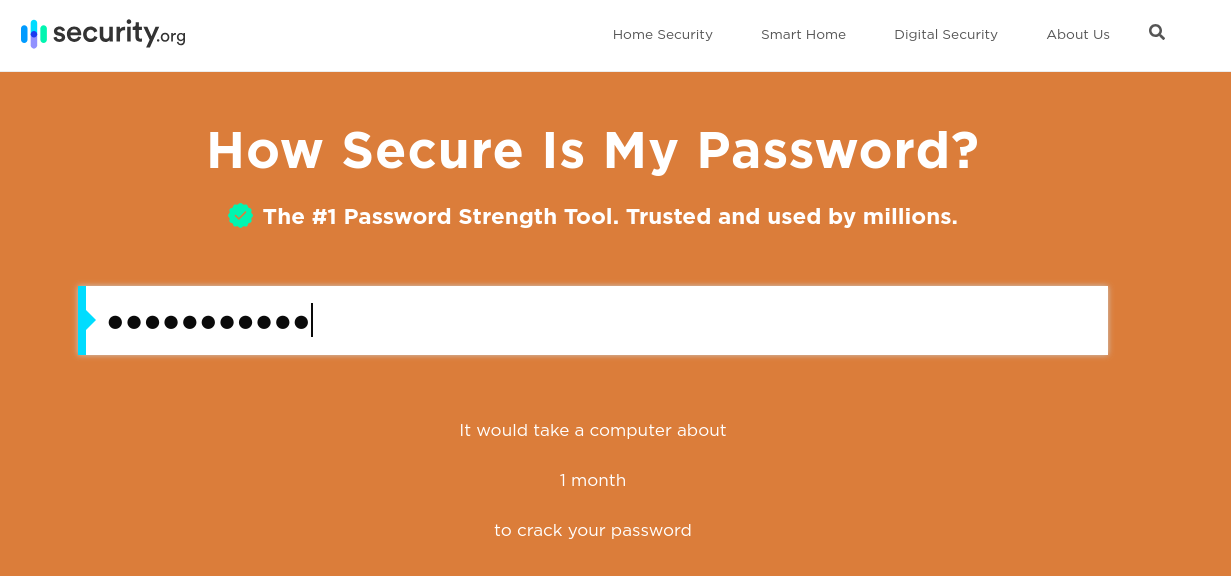 security.org
Home Security Smart Home Digital Security About Us
How Secure Is My Password?
The #1 Password Strength Tool. Trusted and used by millions.
●●●●●●●●●●●
It would take a computer about
1 month
to crack your password